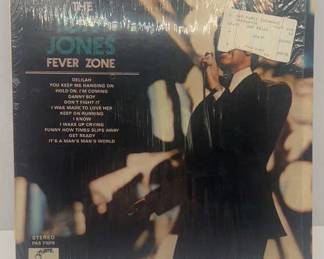 THE
JONES
FEVER ZONE
DELILAH
YOU KEEP ME HANGING ON
HOLD ON, I'M COMING
DANNY BOY
DON'T FIGHT IT
I WAS MADE TO LOVE HER
KEEP ON RUNNING
I KNOW
I WAKE UP CRYING
FUNNY HOW TIMES SLIPS AWAY
GET READY
IT'S A MAN'S MAN'S WORLD
STEREO